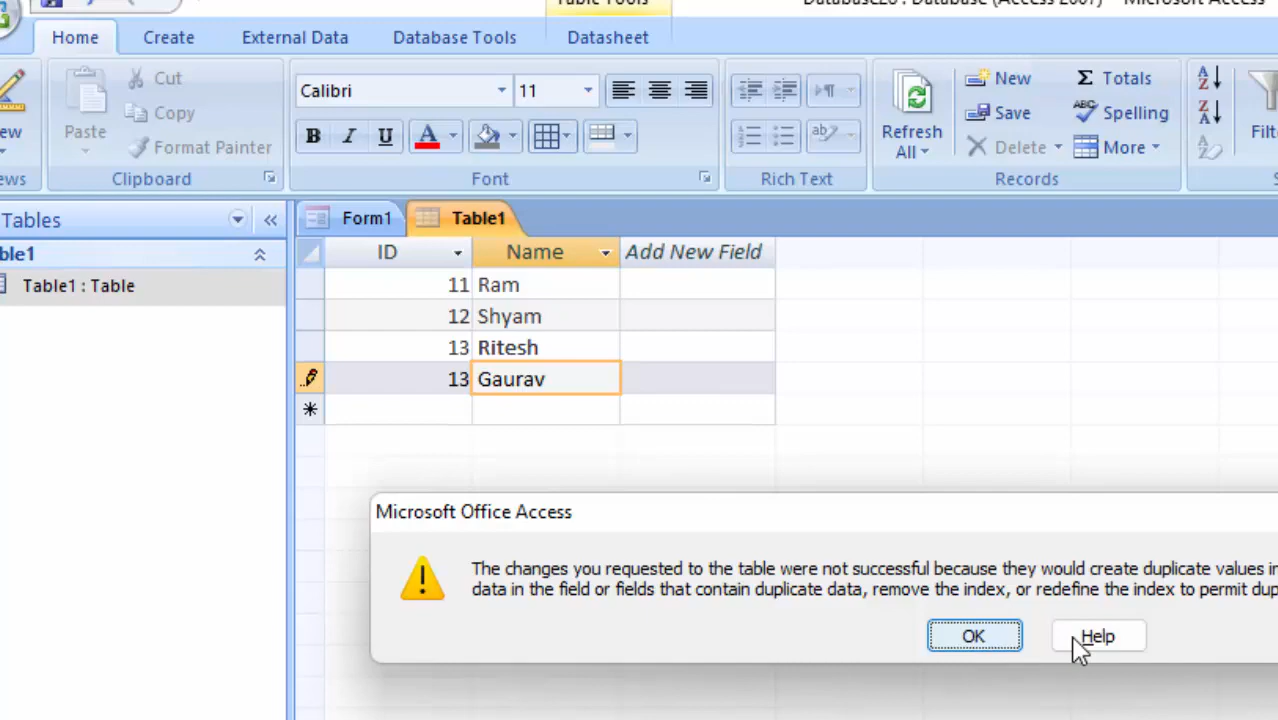 Table Tools
Microsoft Access
Home Create External Data Database Tools Datasheet
Calibri 11
Cut
Copy
Format Painter
Paste
Clipboard
B I U A
Font
Rich Text
Refresh
All
New
Save
Delete
Σ Totals
Spelling
More
Records
Tables
Table1 : Table
Form1 Table1
ID Name Add New Field
11 Ram
12 Shyam
13 Ritesh
13 Gaurav
Microsoft Office Access
The changes you requested to the table were not successful because they would create duplicate values in
data in the field or fields that contain duplicate data, remove the index, or redefine the index to permit dup
OK Help